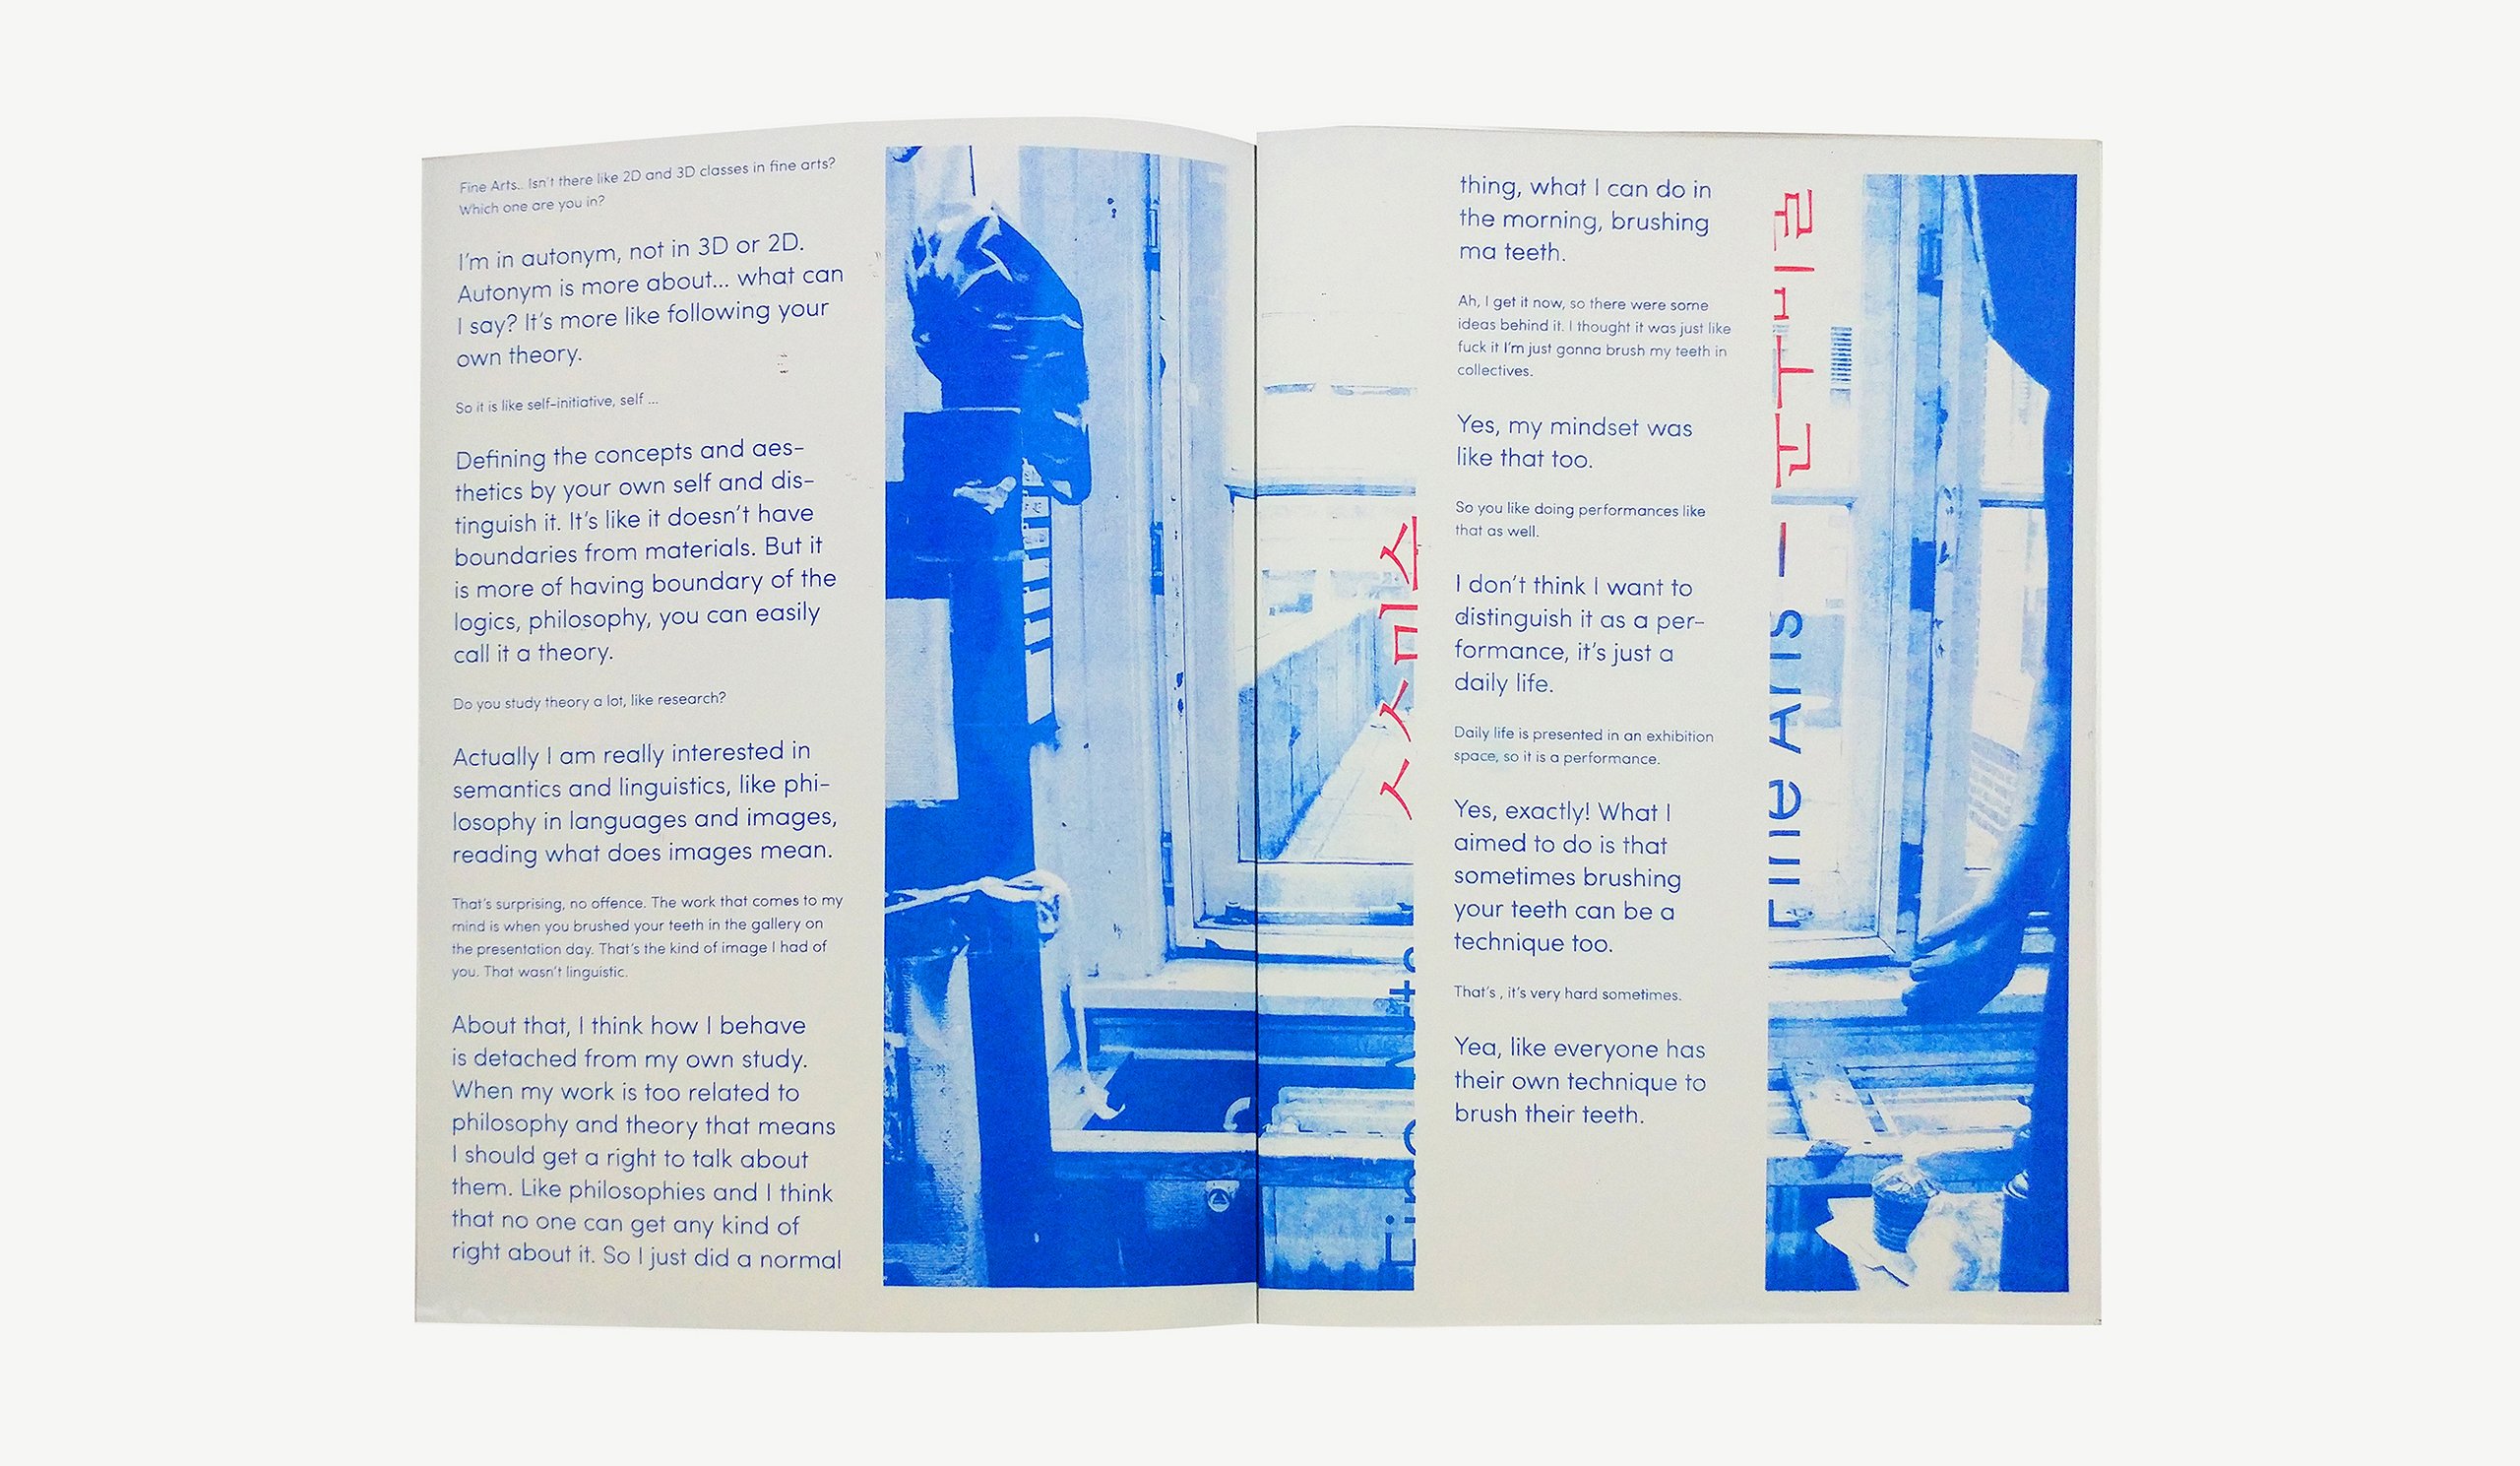 Fine Arts.. Isn't there like 2D and 3D classes in fine arts?
Which one are you in?
I'm in autonym, not in 3D or 2D.
Autonym is more about... what can
I say? It's more like following your
own theory.
So it is like self-initiative, self ...
Defining the concepts and aes-
thetics by your own self and dis-
tinguish it. It's like it doesn't have
boundaries from materials. But it
is more of having boundary of the
logics, philosophy, you can easily
call it a theory.
Do you study theory a lot, like research?
Actually I am really interested in
semantics and linguistics, like phi-
losophy in languages and images,
reading what does images mean.
That's surprising, no offence. The work that comes to my
mind is when you brushed your teeth in the gallery on
the presentation day. That's the kind of image I had of
you. That wasn't linguistic.
About that, I think how I behave
is detached from my own study.
When my work is too related to
philosophy and theory that means
I should get a right to talk about
them. Like philosophies and I think
that no one can get any kind of
right about it. So I just did a normal
thing, what I can do in
the morning, brushing
ma teeth.
Ah, I get it now, so there were some
ideas behind it. I thought it was just like
fuck it I'm just gonna brush my teeth in
collectives.
Yes, my mindset was
like that too.
So you like doing performances like
that as well.
I don't think I want to
distinguish it as a per-
formance, it's just a
daily life.
Daily life is presented in an exhibition
space, so it is a performance.
Yes, exactly! What I
aimed to do is that
sometimes brushing
your teeth can be a
technique too.
That's , it's very hard sometimes.
Yea, like everyone has
their own technique to
brush their teeth.
Fine Arts
Fine Arts